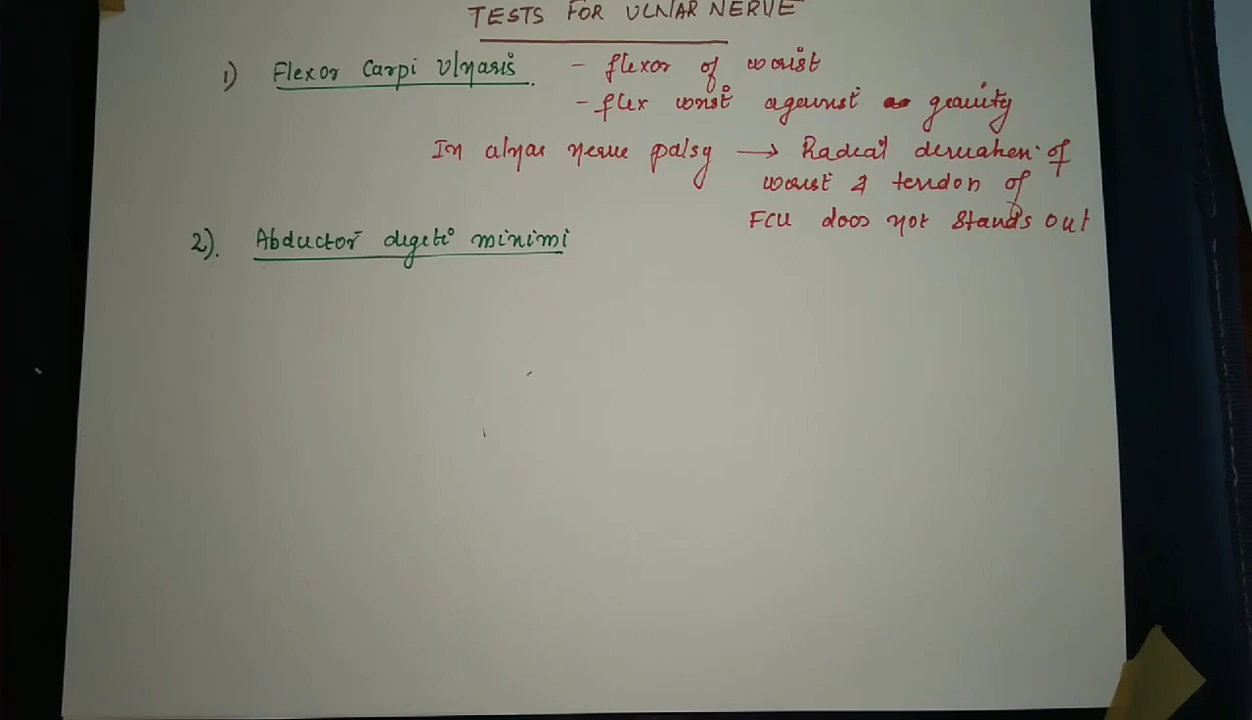 TESTS FOR ULNAR NERVE
1) Flexor Carpi Ulnaris - flexor of wrist
- flex wrist against gravity
In ulnar nerve palsy → Radial deviation of
wrist & tendon of
FCU does not stands out
2). Abductor digiti minimi